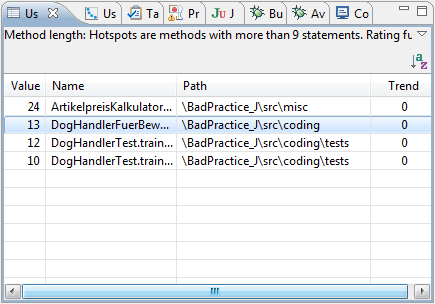 Us Us Ta Pr Ju J Bu Av Co
Method length: Hotspots are methods with more than 9 statements. Rating fu
Value Name Path Trend
24 ArtikelpreisKalkulator... \BadPractice_J\src\misc 0
13 DogHandlerFuerBew... \BadPractice_J\src\coding 0
12 DogHandlerTest.train... \BadPractice_J\src\coding\tests 0
10 DogHandlerTest.train... \BadPractice_J\src\coding\tests 0